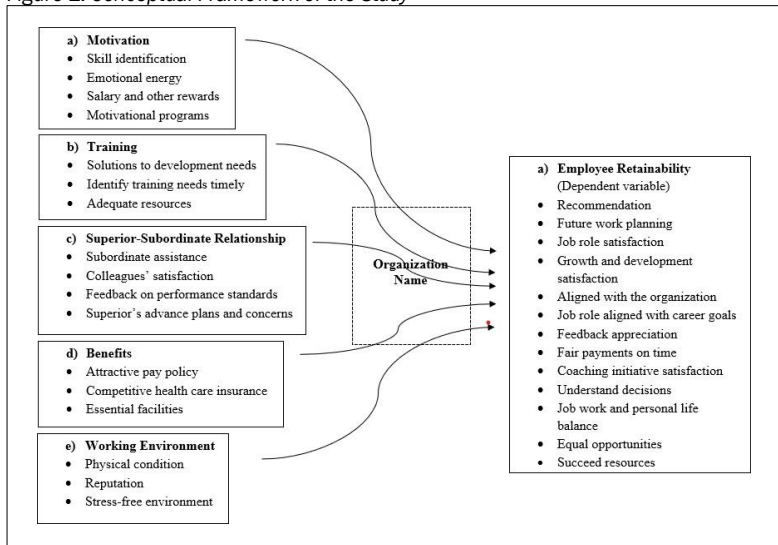 Figure 2. Conceptual Framework of the Study
a) Motivation
• Skill identification
• Emotional energy
• Salary and other rewards
• Motivational programs
b) Training
• Solutions to development needs
• Identify training needs timely
• Adequate resources
c) Superior-Subordinate Relationship
• Subordinate assistance
• Colleagues’ satisfaction
• Feedback on performance standards
• Superior’s advance plans and concerns
d) Benefits
• Attractive pay policy
• Competitive health care insurance
• Essential facilities
e) Working Environment
• Physical condition
• Reputation
• Stress-free environment
Organization
Name
a) Employee Retainability
(Dependent variable)
• Recommendation
• Future work planning
• Job role satisfaction
• Growth and development
satisfaction
• Aligned with the organization
• Job role aligned with career goals
• Feedback appreciation
• Fair payments on time
• Coaching initiative satisfaction
• Understand decisions
• Job work and personal life
balance
• Equal opportunities
• Succeed resources